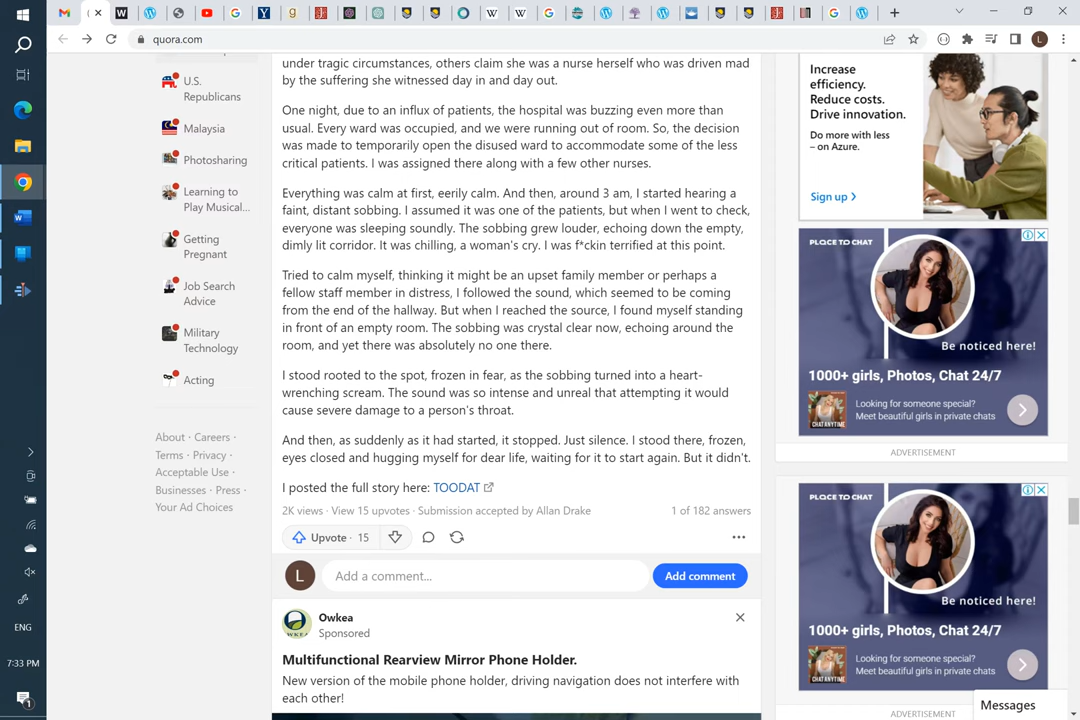 quora.com
under tragic circumstances, others claim she was a nurse herself who was driven mad
by the suffering she witnessed day in and day out.
One night, due to an influx of patients, the hospital was buzzing even more than
usual. Every ward was occupied, and we were running out of room. So, the decision
was made to temporarily open the disused ward to accommodate some of the less
critical patients. I was assigned there along with a few other nurses.
Everything was calm at first, eerily calm. And then, around 3 am, I started hearing a
faint, distant sobbing. I assumed it was one of the patients, but when I went to check,
everyone was sleeping soundly. The sobbing grew louder, echoing down the empty,
dimly lit corridor. It was chilling, a woman's cry. I was f*ckin terrified at this point.
Tried to calm myself, thinking it might be an upset family member or perhaps a
fellow staff member in distress, I followed the sound, which seemed to be coming
from the end of the hallway. But when I reached the source, I found myself standing
in front of an empty room. The sobbing was crystal clear now, echoing around the
room, and yet there was absolutely no one there.
I stood rooted to the spot, frozen in fear, as the sobbing turned into a heart-
wrenching scream. The sound was so intense and unreal that attempting it would
cause severe damage to a person's throat.
And then, as suddenly as it had started, it stopped. Just silence. I stood there, frozen,
eyes closed and hugging myself for dear life, waiting for it to start again. But it didn't.
I posted the full story here: TOODAT
2K views · View 15 upvotes · Submission accepted by Allan Drake
1 of 182 answers
Upvote · 15
L
Add a comment...
Add comment
Owkea
Sponsored
Multifunctional Rearview Mirror Phone Holder.
New version of the mobile phone holder, driving navigation does not interfere with
each other!
U.S.
Republicans
Malaysia
Photosharing
Learning to
Play Musical...
Getting
Pregnant
Job Search
Advice
Military
Technology
Acting
About · Careers ·
Terms · Privacy ·
Acceptable Use ·
Businesses · Press ·
Your Ad Choices
Increase
efficiency.
Reduce costs.
Drive innovation.
Do more with less
– on Azure.
Sign up
PLACE TO CHAT
Be noticed here!
1000+ girls, Photos, Chat 24/7
CHAT ANYTIME
Looking for someone special?
Meet beautiful girls in private chats
ADVERTISEMENT
PLACE TO CHAT
Be noticed here!
1000+ girls, Photos, Chat 24/7
CHAT ANYTIME
Looking for someone special?
Meet beautiful girls in private chats
ADVERTISEMENT
Messages
ENG
7:33 PM
1